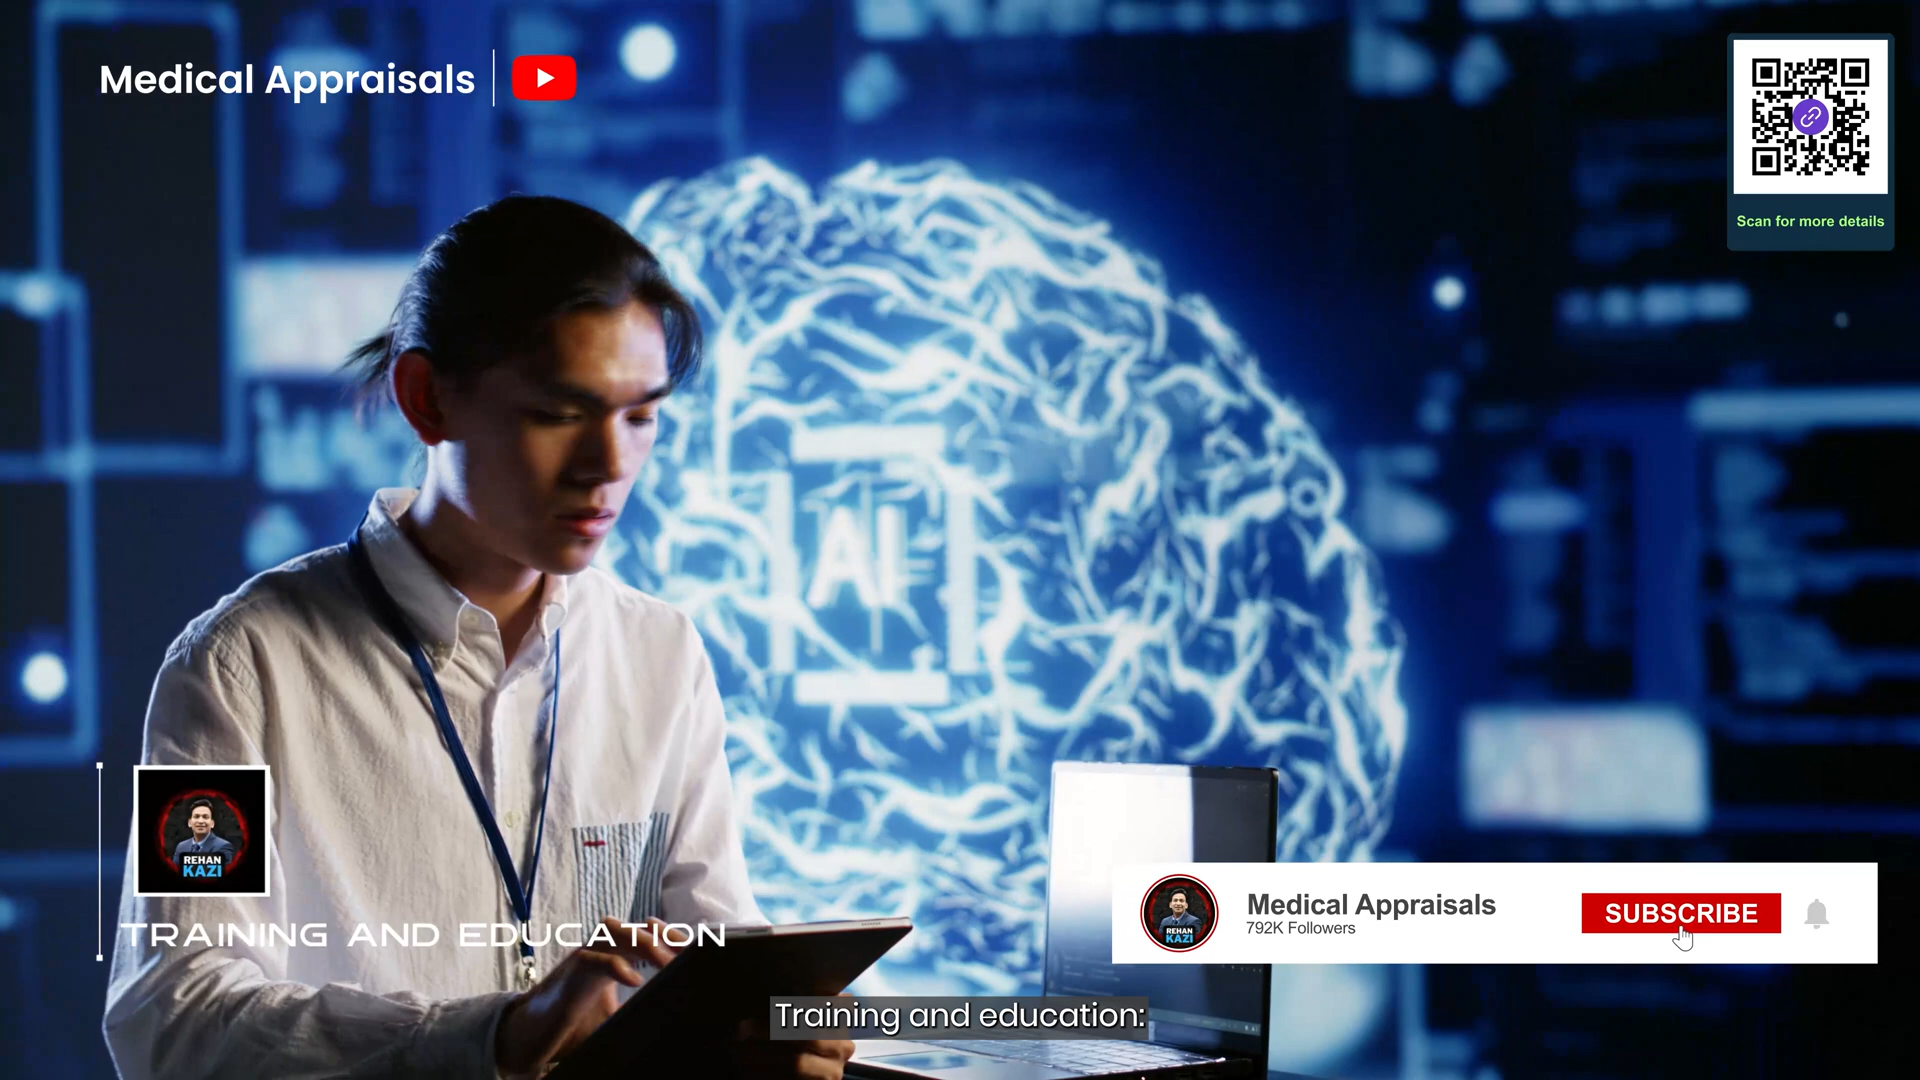 Medical Appraisals
Scan for more details
AI
REHAN
KAZI
TRAINING AND EDUCATION
Medical Appraisals
792K Followers
SUBSCRIBE
REHAN
KAZI
Training and education: